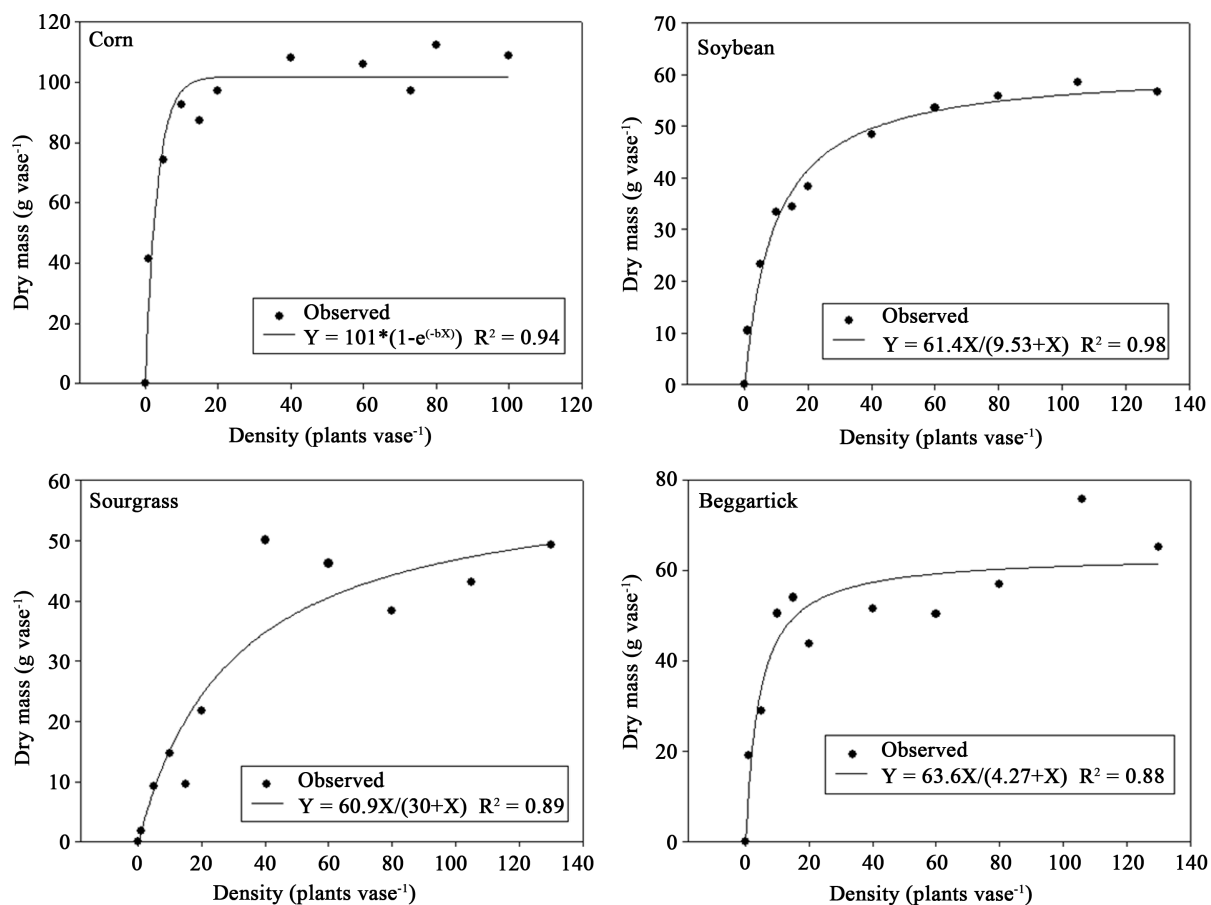 Corn
Dry mass (g vase⁻¹)
120
100
80
60
40
20
0
Observed
Y = 101*(1-e⁽⁻ᵇˣ⁾) R² = 0.94
0 20 40 60 80 100 120
Density (plants vase⁻¹)
Soybean
Dry mass (g vase⁻¹)
70
60
50
40
30
20
10
0
Observed
Y = 61.4X/(9.53+X) R² = 0.98
0 20 40 60 80 100 120 140
Density (plants vase⁻¹)
Sourgrass
Dry mass (g vase⁻¹)
60
50
40
30
20
10
0
Observed
Y = 60.9X/(30+X) R² = 0.89
0 20 40 60 80 100 120 140
Density (plants vase⁻¹)
Beggartick
Dry mass (g vase⁻¹)
80
60
40
20
0
Observed
Y = 63.6X/(4.27+X) R² = 0.88
0 20 40 60 80 100 120 140
Density (plants vase⁻¹)